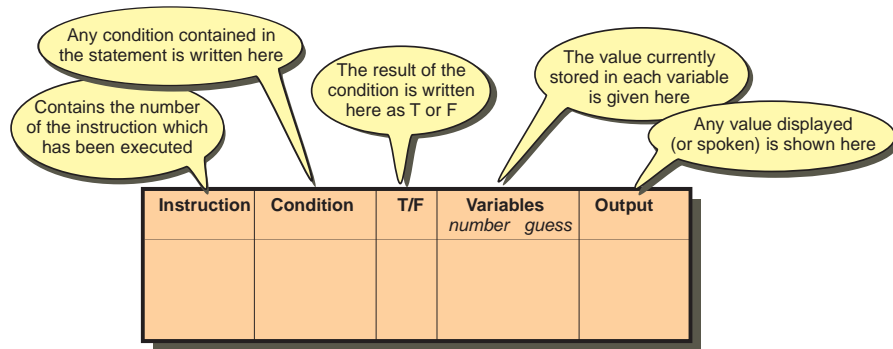 Any condition contained in
the statement is written here
Contains the number
of the instruction which
has been executed
The result of the
condition is written
here as T or F
The value currently
stored in each variable
is given here
Any value displayed
(or spoken) is shown here
Instruction Condition T/F Variables Output
number guess